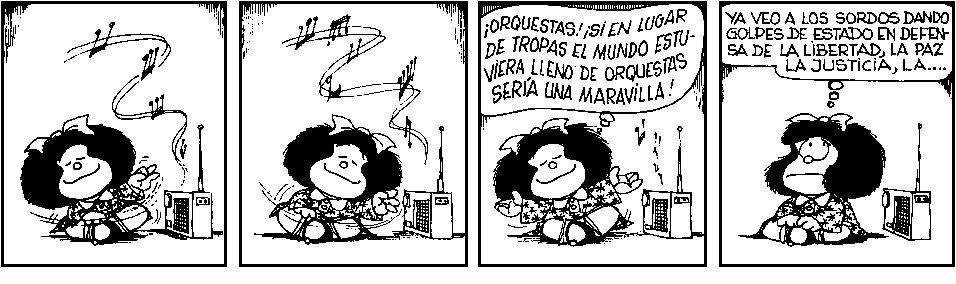 ¡ORQUESTAS! ¡SI EN LUGAR
DE TROPAS EL MUNDO ESTU-
VIERA LLENO DE ORQUESTAS
SERÍA UNA MARAVILLA!
YA VEO A LOS SORDOS DANDO
GOLPES DE ESTADO EN DEFEN-
SA DE LA LIBERTAD, LA PAZ
LA JUSTICIA, LA....